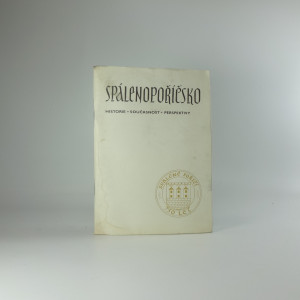 SPÁLENOPOŘÍČSKO
HISTORIE • SOUČASNOST • PERSPEKTIVY